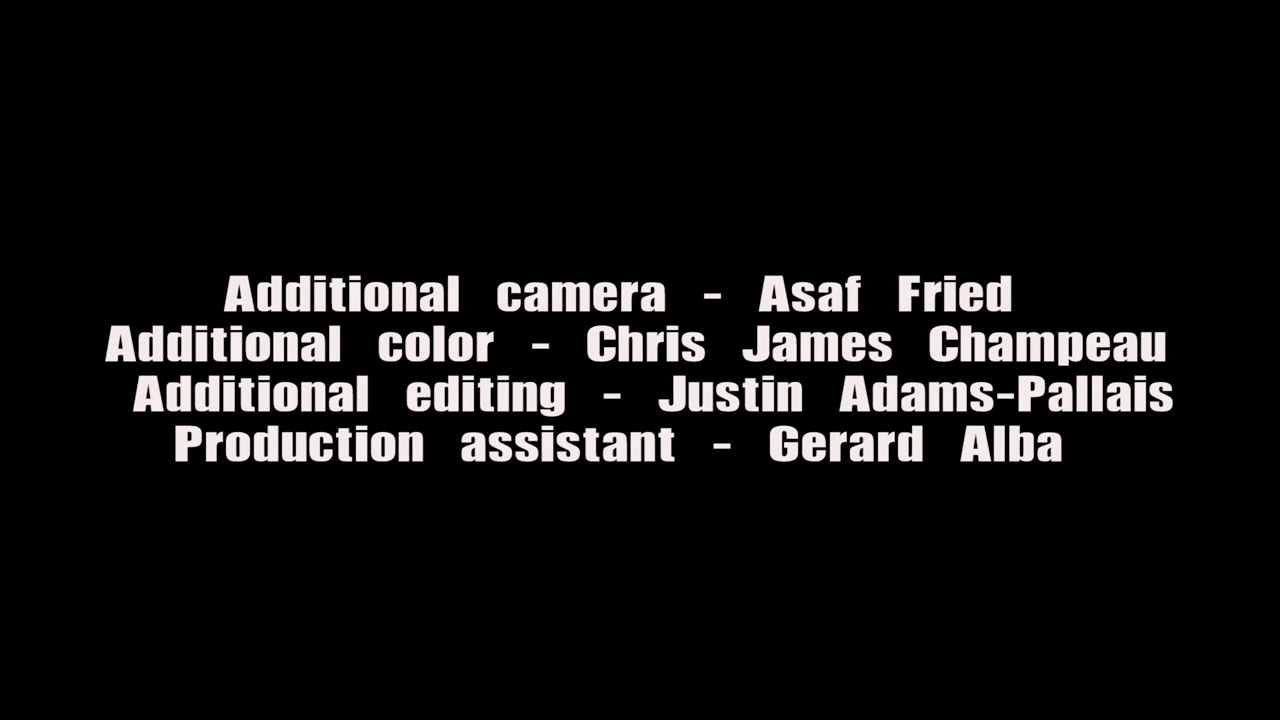 Additional camera - Asaf Fried
Additional color - Chris James Champeau
Additional editing - Justin Adams-Pallais
Production assistant - Gerard Alba